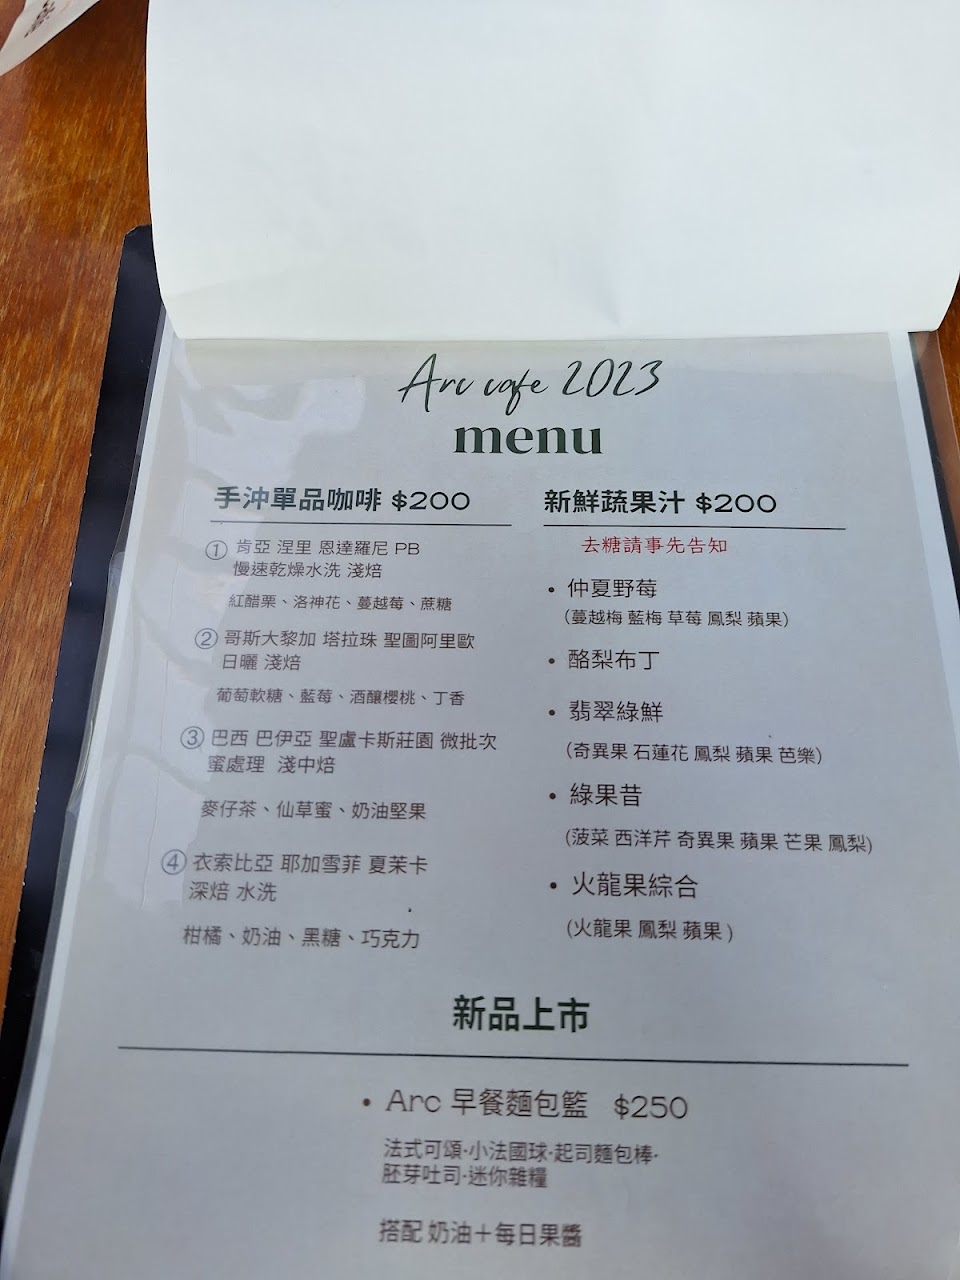 Arc cafe 2023
menu
手沖單品咖啡 $200
① 肯亞 涅里 恩達羅尼 PB
慢速乾燥水洗 淺焙
紅醋栗、洛神花、蔓越莓、蔗糖
② 哥斯大黎加 塔拉珠 聖圖阿里歐
日曬 淺焙
葡萄軟糖、藍莓、酒釀櫻桃、丁香
③ 巴西 巴伊亞 聖盧卡斯莊園 微批次
蜜處理 淺中焙
麥仔茶、仙草蜜、奶油堅果
④ 衣索比亞 耶加雪菲 夏茉卡
深焙 水洗
柑橘、奶油、黑糖、巧克力
新鮮蔬果汁 $200
去糖請事先告知
• 仲夏野莓
(蔓越梅 藍梅 草莓 鳳梨 蘋果)
• 酪梨布丁
• 翡翠綠鮮
(奇異果 石蓮花 鳳梨 蘋果 芭樂)
• 綠果昔
(菠菜 西洋芹 奇異果 蘋果 芒果 鳳梨)
• 火龍果綜合
(火龍果 鳳梨 蘋果 )
新品上市
• Arc 早餐麵包籃 $250
法式可頌·小法國球·起司麵包棒·
胚芽吐司·迷你雜糧
搭配 奶油＋每日果醬